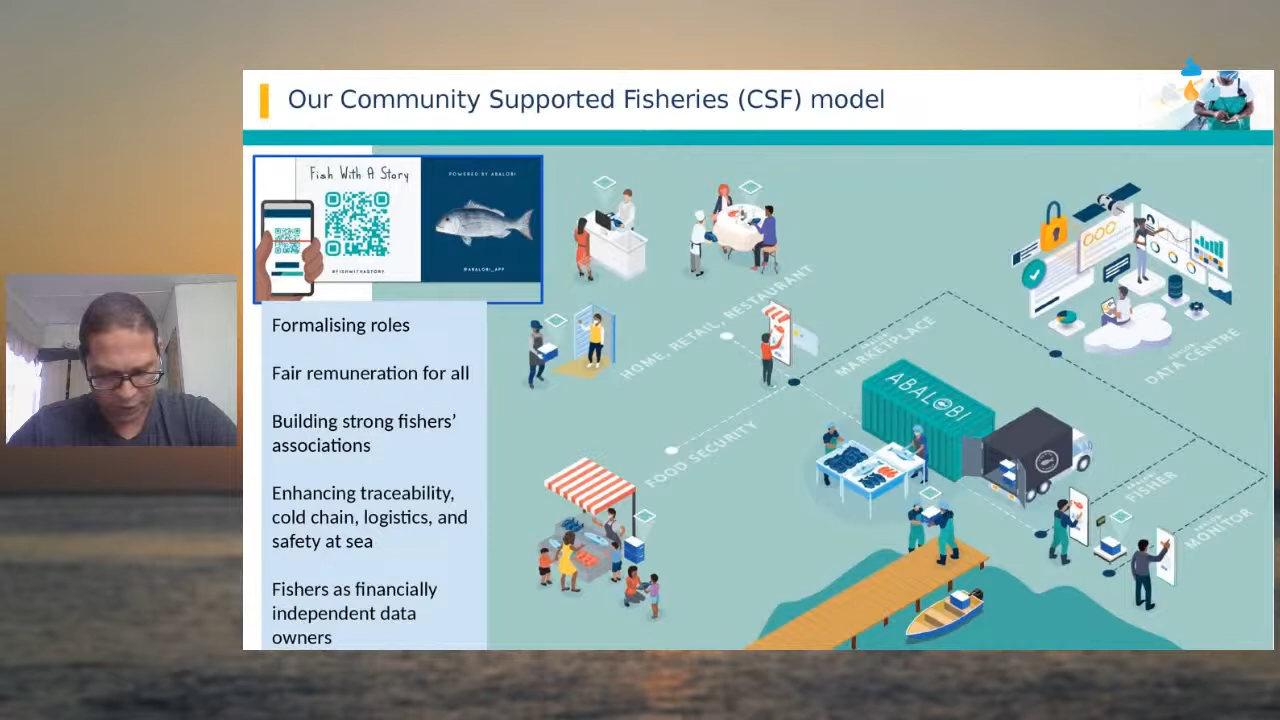 Our Community Supported Fisheries (CSF) model
Fish With A Story
#FISHWITHASTORY
POWERED BY ABALOBI
@ABALOBI_APP
Formalising roles
Fair remuneration for all
Building strong fishers'
associations
Enhancing traceability,
cold chain, logistics, and
safety at sea
Fishers as financially
independent data
owners
HOME, RETAIL, RESTAURANT
MARKETPLACE
DATA CENTRE
ABALOBI
FOOD SECURITY
FISHER
MONITOR